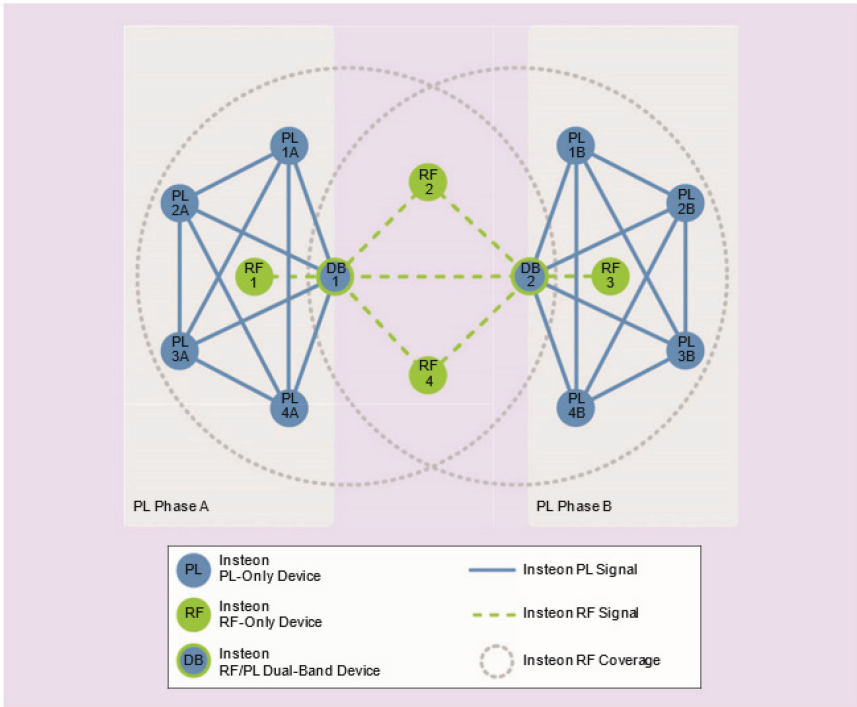 PL
1A
PL
1B
PL
2A
RF
2
PL
2B
RF
1
DB
1
DB
2
RF
3
PL
3A
RF
4
PL
3B
PL
4A
PL
4B
PL Phase A
PL Phase B
PL
Insteon
PL-Only Device
Insteon PL Signal
RF
Insteon
RF-Only Device
Insteon RF Signal
DB
Insteon
RF/PL Dual-Band Device
Insteon RF Coverage